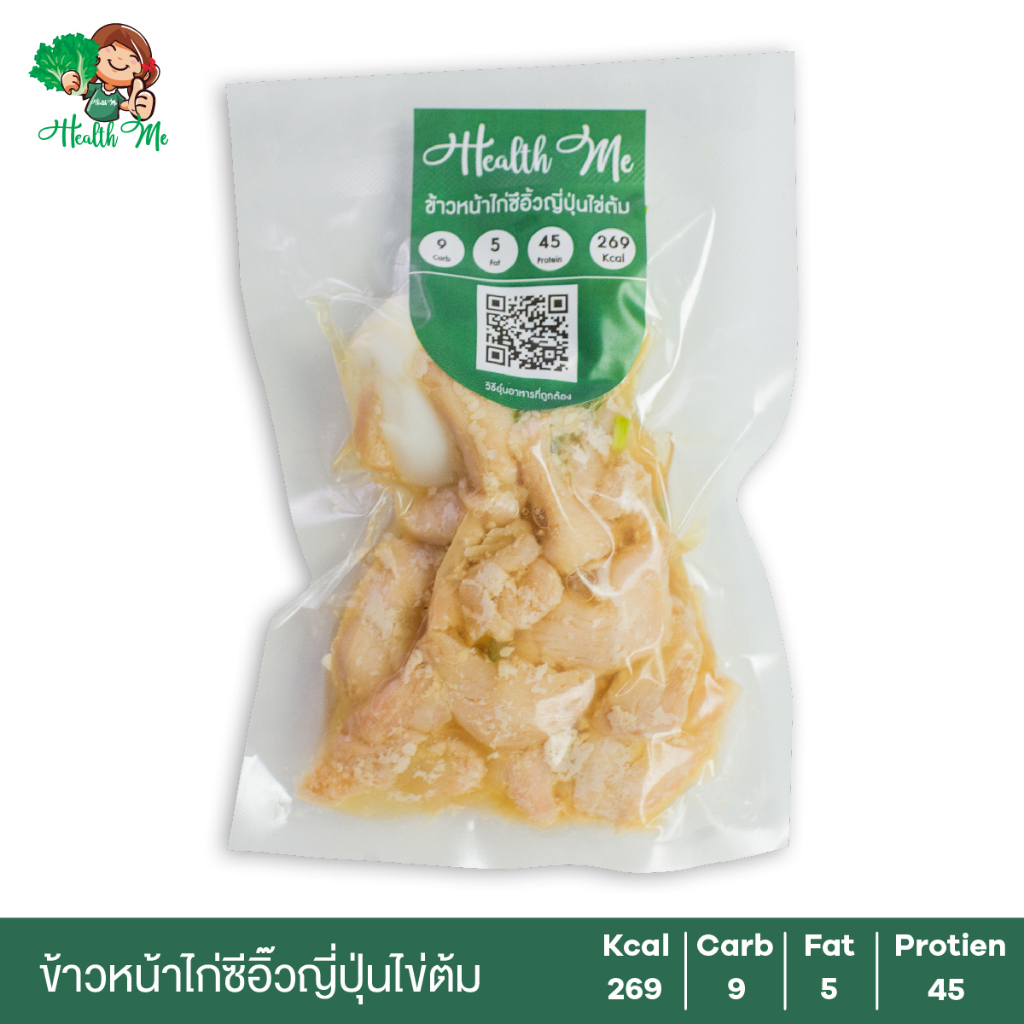 Health Me
Health Me
Health Me
ข้าวหน้าไก่ซีอิ้วญี่ปุ่นไข่ต้ม
9 5 45 269
Carb Fat Protein Kcal
วิธีอุ่นอาหารที่ถูกต้อง
ข้าวหน้าไก่ซีอิ๊วญี่ปุ่นไข่ต้ม
Kcal Carb Fat Protien
269 9 5 45